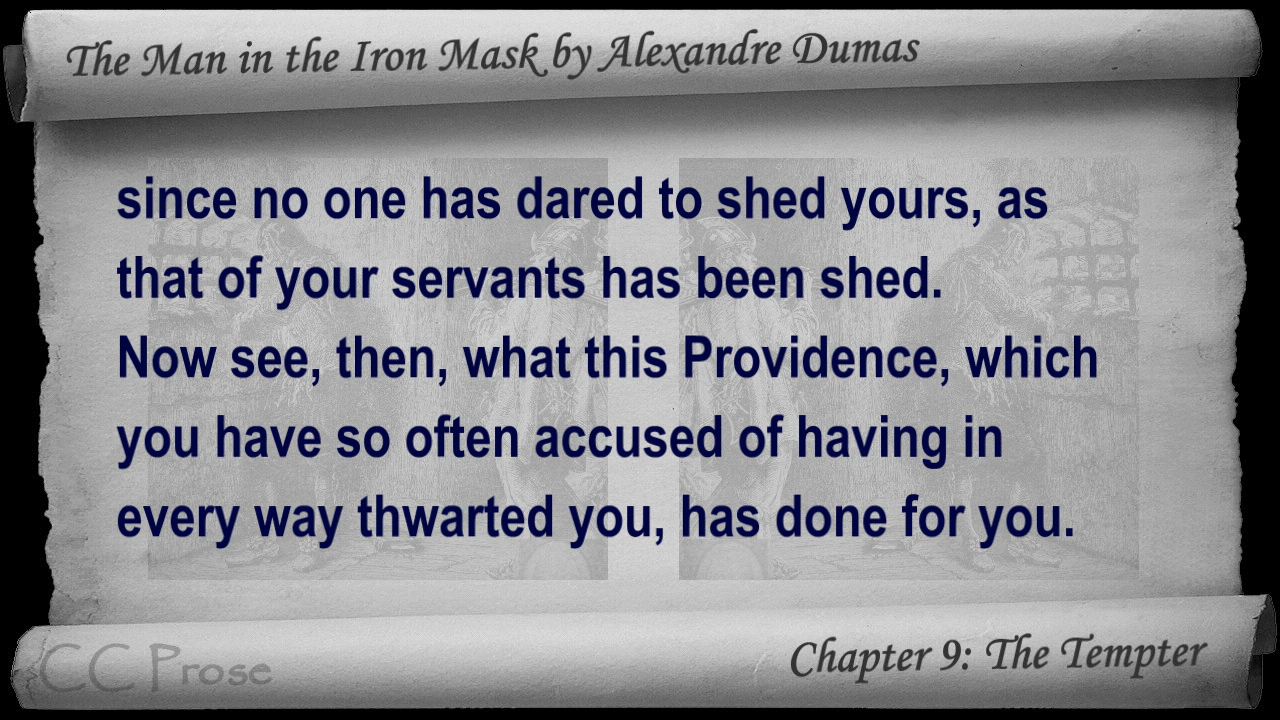 The Man in the Iron Mask by Alexandre Dumas
since no one has dared to shed yours, as
that of your servants has been shed.
Now see, then, what this Providence, which
you have so often accused of having in
every way thwarted you, has done for you.
CC Prose
Chapter 9: The Tempter